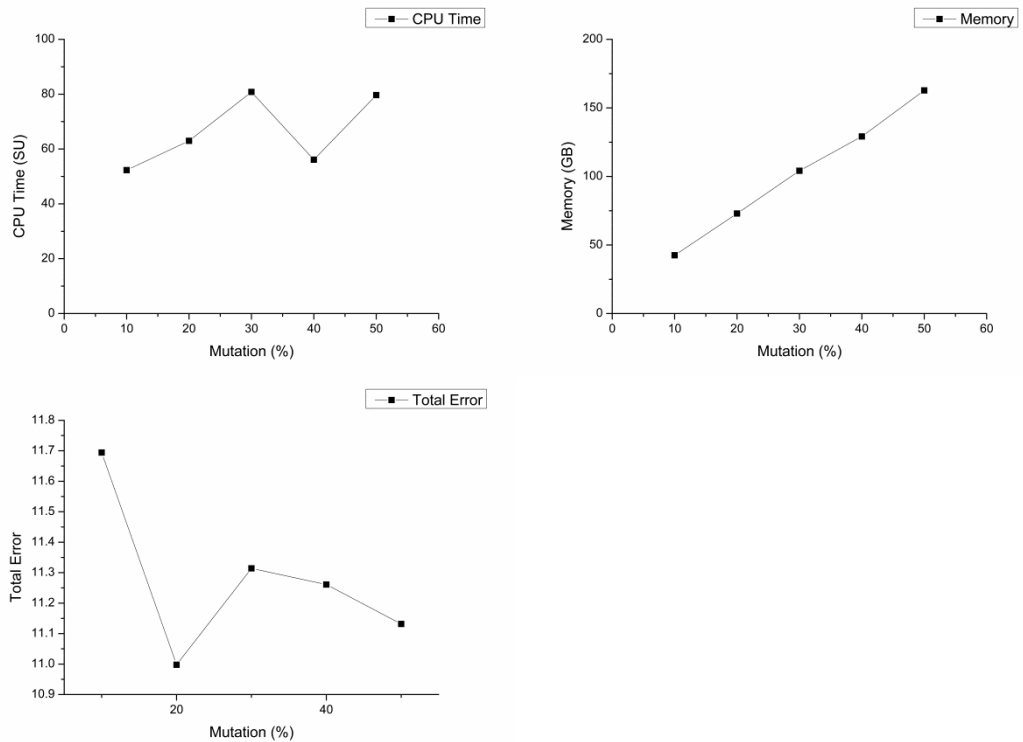 CPU Time
100
80
60
40
20
0
CPU Time (SU)
0 10 20 30 40 50 60
Mutation (%)
Memory
200
150
100
50
0
Memory (GB)
0 10 20 30 40 50 60
Mutation (%)
Total Error
11.8
11.7
11.6
11.5
11.4
11.3
11.2
11.1
11.0
10.9
Total Error
20 40
Mutation (%)